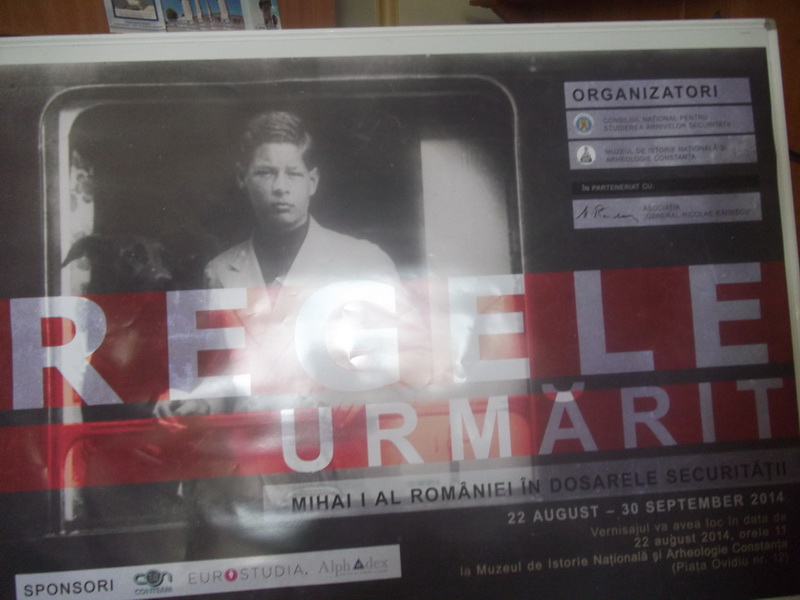 ORGANIZATORI
CONSILIUL NAȚIONAL PENTRU
STUDIEREA ARHIVELOR SECURITĂȚII
MUZEUL DE ISTORIE NAȚIONALĂ ȘI
ARHEOLOGIE CONSTANȚA
ÎN PARTENERIAT CU:
ASOCIAȚIA
"GENERAL NICOLAE RĂDESCU"
REGELE
URMĂRIT
MIHAI I AL ROMÂNIEI ÎN DOSARELE SECURITĂȚII
22 AUGUST – 30 SEPTEMBER 2014
Vernisajul va avea loc în data de
22 august 2014, orele 11
la Muzeul de Istorie Națională și Arheologie Constanța
(Piața Ovidiu nr. 12)
SPONSORI
CONTEAM
EUROSTUDIA.
Alphadex